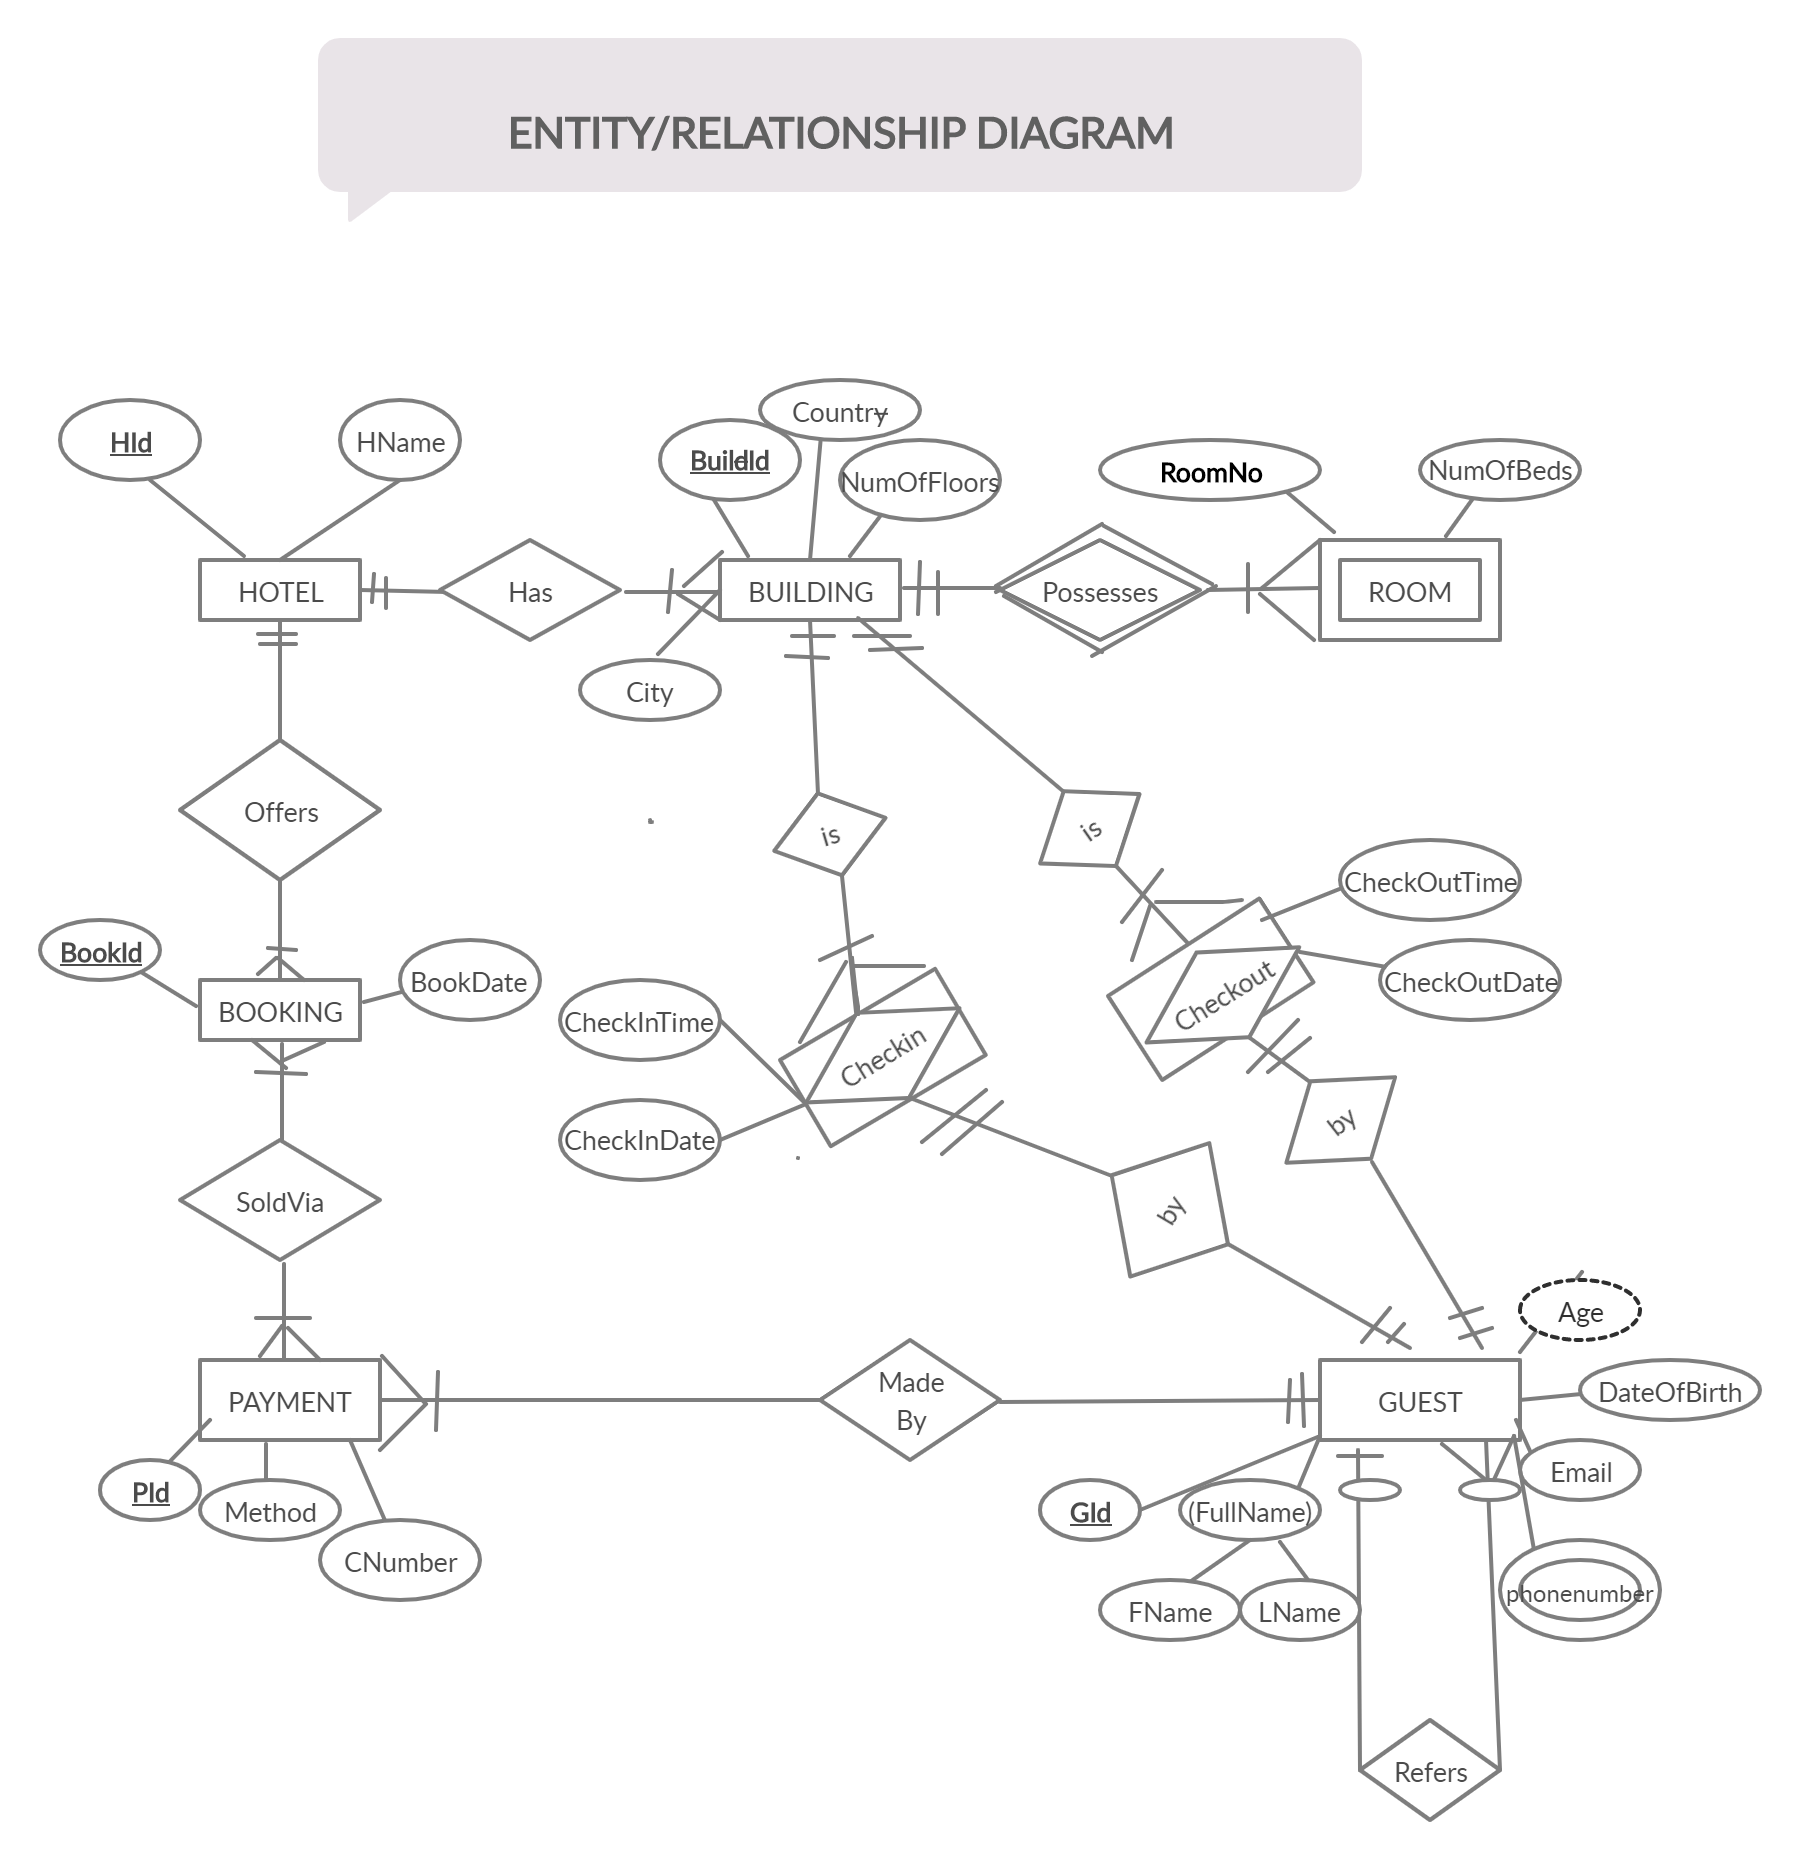 ENTITY/RELATIONSHIP DIAGRAM
HId
HName
BuildId
Country
NumOfFloors
RoomNo
NumOfBeds
HOTEL
Has
BUILDING
Possesses
ROOM
City
Offers
is
is
CheckOutTime
BookId
BookDate
CheckOutDate
BOOKING
CheckInTime
Checkin
Checkout
CheckInDate
by
SoldVia
by
Age
PAYMENT
Made
By
GUEST
DateOfBirth
PId
Method
CNumber
GId
(FullName)
Email
FName
LName
phonenumber
Refers